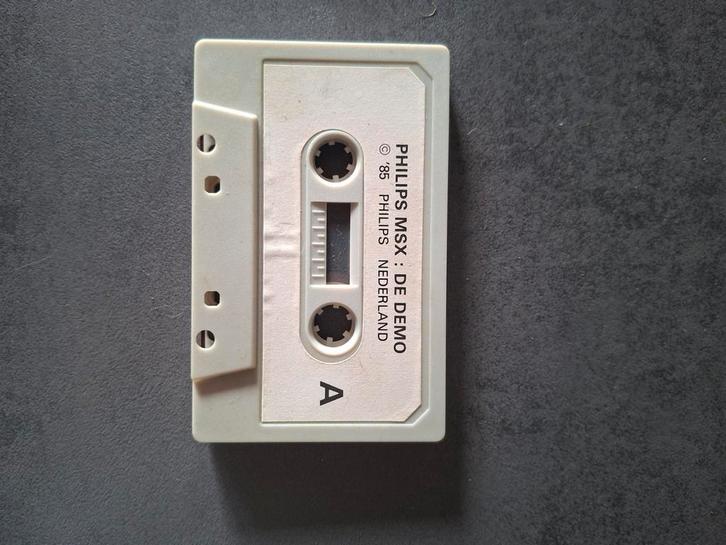 PHILIPS MSX : DE DEMO
© '85 PHILIPS NEDERLAND
A